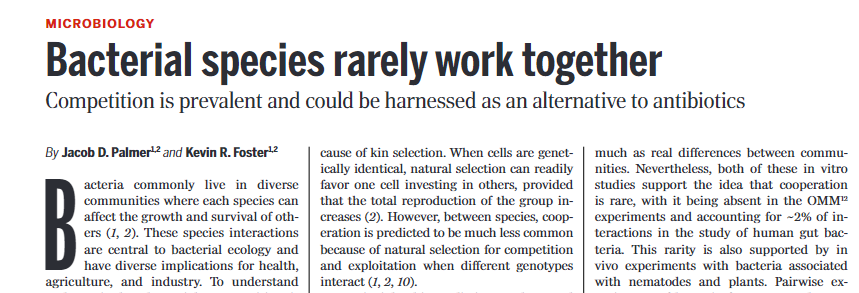 MICROBIOLOGY
Bacterial species rarely work together
Competition is prevalent and could be harnessed as an alternative to antibiotics
By Jacob D. Palmer1,2 and Kevin R. Foster1,2
Bacteria commonly live in diverse
communities where each species can
affect the growth and survival of oth-
ers (1, 2). These species interactions
are central to bacterial ecology and
have diverse implications for health,
agriculture, and industry. To understand
cause of kin selection. When cells are genet-
ically identical, natural selection can readily
favor one cell investing in others, provided
that the total reproduction of the group in-
creases (2). However, between species, coop-
eration is predicted to be much less common
because of natural selection for competition
and exploitation when different genotypes
interact (1, 2, 10).
much as real differences between commu-
nities. Nevertheless, both of these in vitro
studies support the idea that cooperation
is rare, with it being absent in the OMM12
experiments and accounting for ~2% of in-
teractions in the study of human gut bac-
teria. This rarity is also supported by in
vivo experiments with bacteria associated
with nematodes and plants. Pairwise ex-